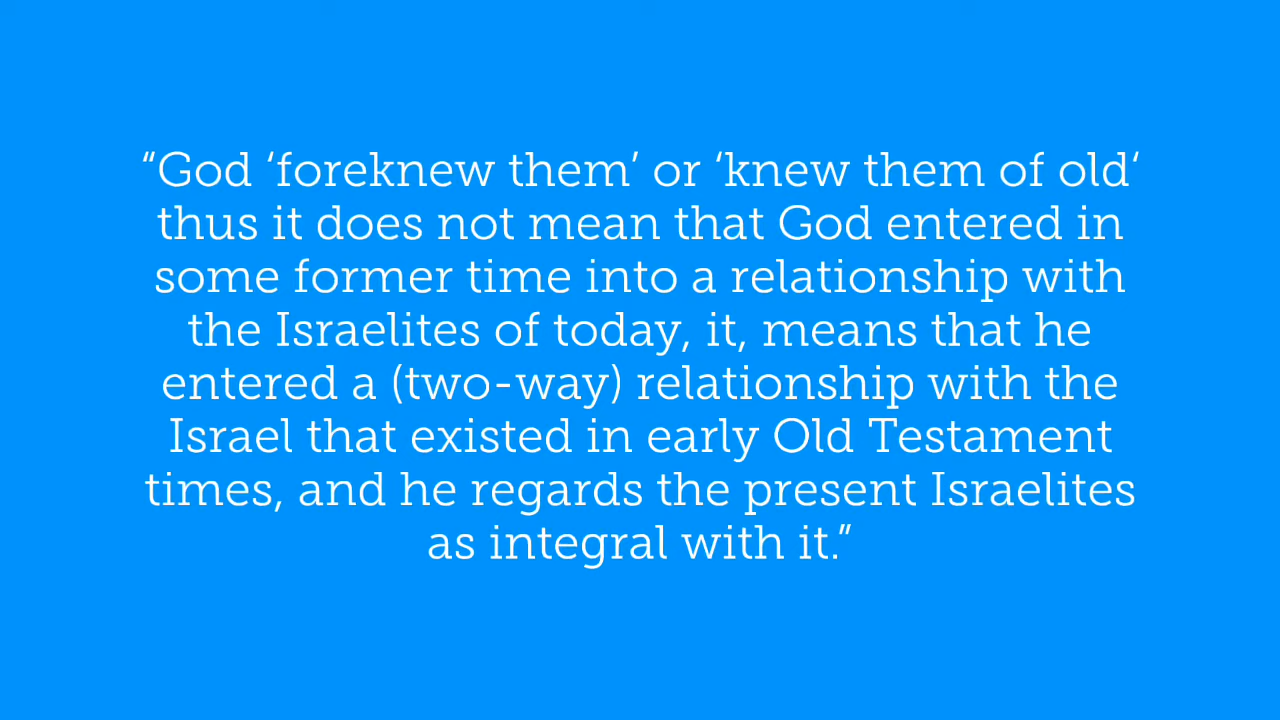 “God ‘foreknew them’ or ‘knew them of old‘
thus it does not mean that God entered in
some former time into a relationship with
the Israelites of today, it, means that he
entered a (two-way) relationship with the
Israel that existed in early Old Testament
times, and he regards the present Israelites
as integral with it.”